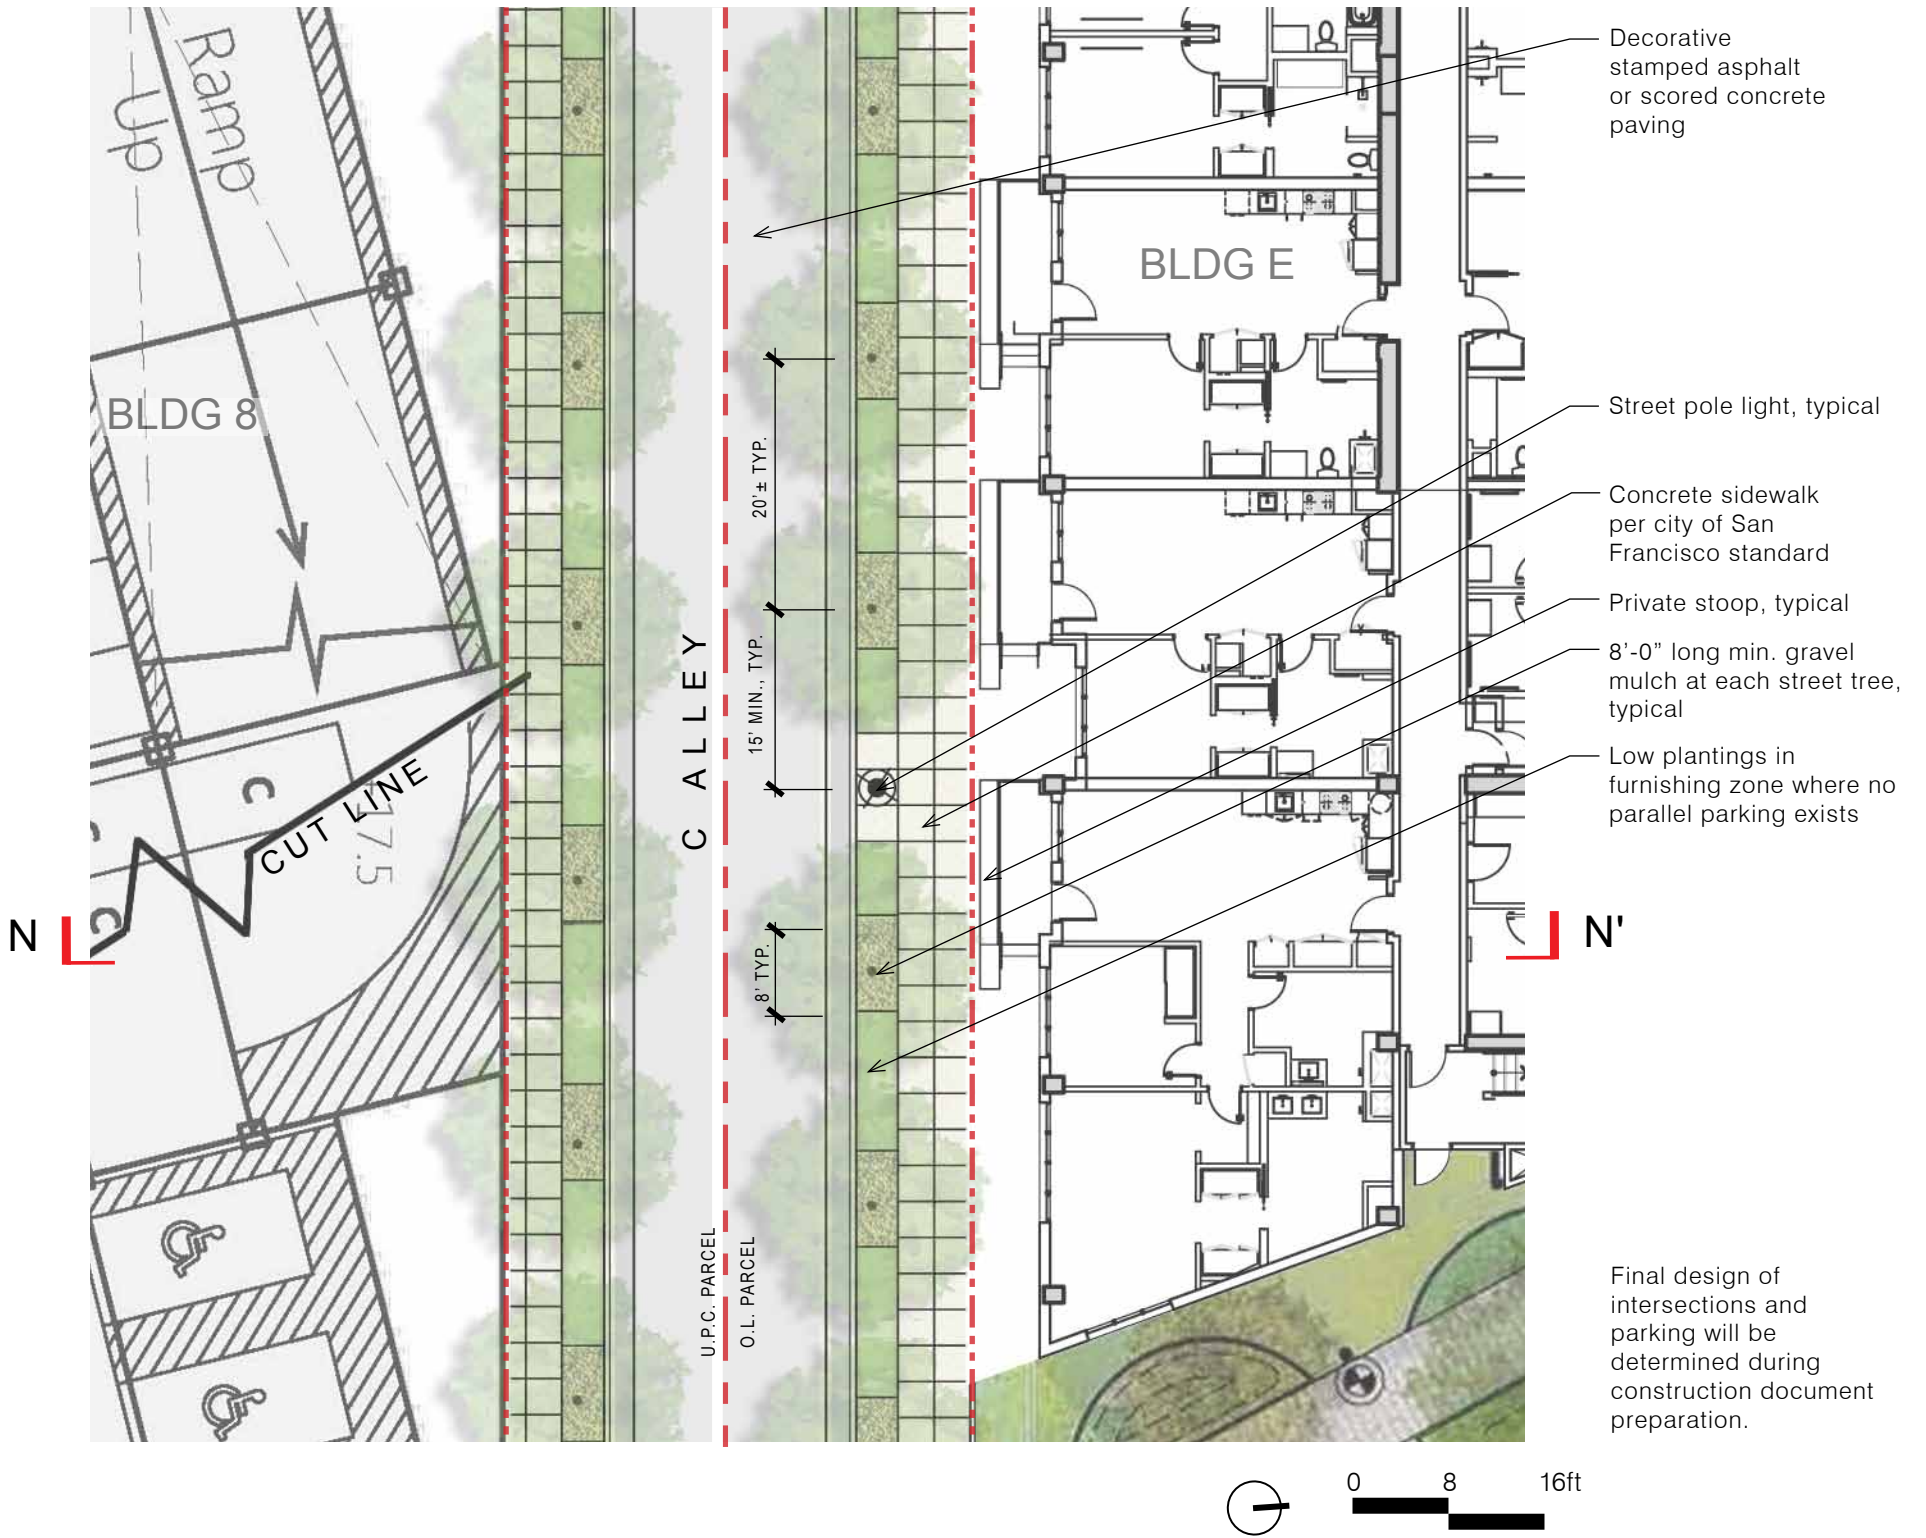 Decorative
stamped asphalt
or scored concrete
paving
Ramp
Up
BLDG E
BLDG 8
Street pole light, typical
20'± TYP.
Concrete sidewalk
per city of San
Francisco standard
Private stoop, typical
8'-0" long min. gravel
mulch at each street tree,
typical
15' MIN., TYP.
C ALLEY
Low plantings in
furnishing zone where no
parallel parking exists
C
CUT LINE
17.5
C
C
N
N'
8' TYP.
U.P.C. PARCEL
O.L. PARCEL
Final design of
intersections and
parking will be
determined during
construction document
preparation.
0 8 16ft